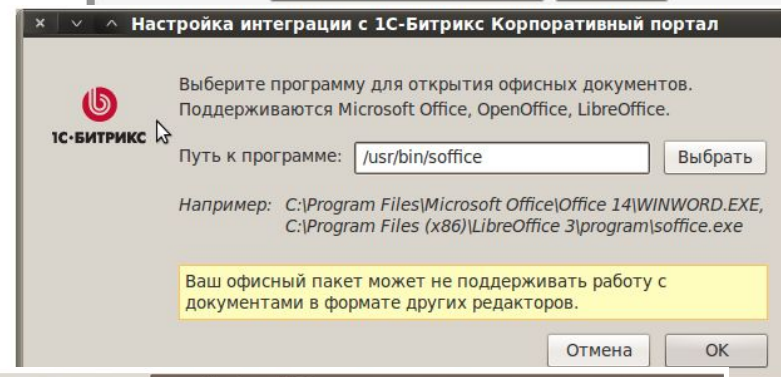 Настройка интеграции с 1С-Битрикс Корпоративный портал
Выберите программу для открытия офисных документов.
Поддерживаются Microsoft Office, OpenOffice, LibreOffice.
1С·БИТРИКС
Путь к программе: /usr/bin/soffice Выбрать
Например: C:\Program Files\Microsoft Office\Office 14\WINWORD.EXE,
C:\Program Files (x86)\LibreOffice 3\program\soffice.exe
Ваш офисный пакет может не поддерживать работу с
документами в формате других редакторов.
Отмена OK